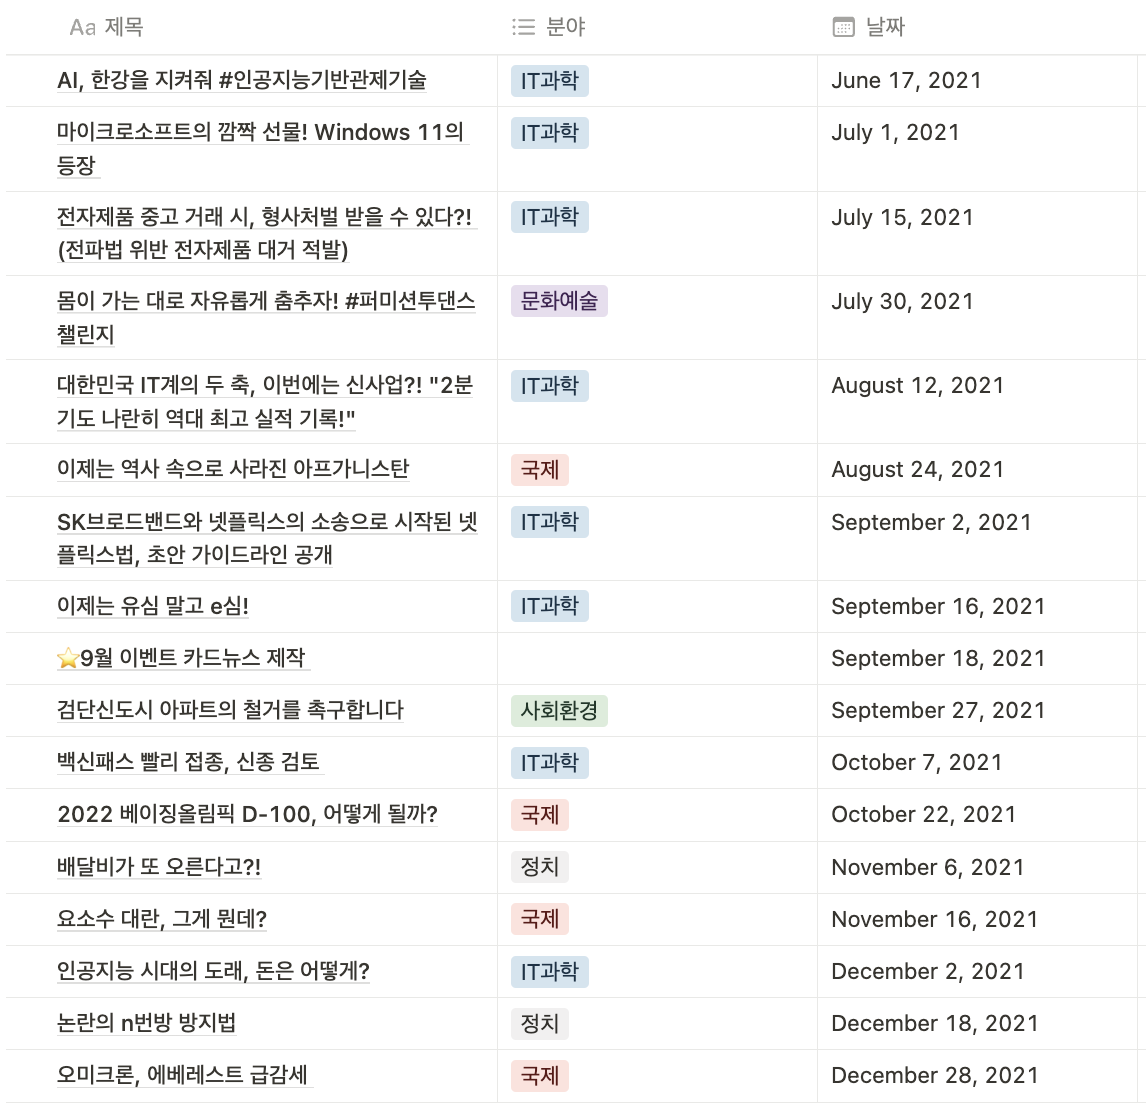 Aa 제목 분야 날짜
AI, 한강을 지켜줘 #인공지능기반관제기술 IT과학 June 17, 2021
마이크로소프트의 깜짝 선물! Windows 11의 IT과학 July 1, 2021
등장
전자제품 중고 거래 시, 형사처벌 받을 수 있다?! IT과학 July 15, 2021
(전파법 위반 전자제품 대거 적발)
몸이 가는 대로 자유롭게 춤추자! #퍼미션투댄스 문화예술 July 30, 2021
챌린지
대한민국 IT계의 두 축, 이번에는 신사업?! "2분 IT과학 August 12, 2021
기도 나란히 역대 최고 실적 기록!"
이제는 역사 속으로 사라진 아프가니스탄 국제 August 24, 2021
SK브로드밴드와 넷플릭스의 소송으로 시작된 넷 IT과학 September 2, 2021
플릭스법, 초안 가이드라인 공개
이제는 유심 말고 e심! IT과학 September 16, 2021
⭐9월 이벤트 카드뉴스 제작 September 18, 2021
검단신도시 아파트의 철거를 촉구합니다 사회환경 September 27, 2021
백신패스 빨리 접종, 신종 검토 IT과학 October 7, 2021
2022 베이징올림픽 D-100, 어떻게 될까? 국제 October 22, 2021
배달비가 또 오른다고?! 정치 November 6, 2021
요소수 대란, 그게 뭔데? 국제 November 16, 2021
인공지능 시대의 도래, 돈은 어떻게? IT과학 December 2, 2021
논란의 n번방 방지법 정치 December 18, 2021
오미크론, 에베레스트 급감세 국제 December 28, 2021